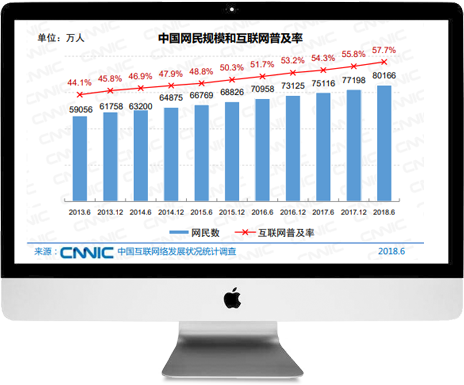 单位：万人
中国网民规模和互联网普及率
44.1% 45.8% 46.9% 47.9% 48.8% 50.3% 51.7% 53.2% 54.3% 55.8% 57.7%
59056 61758 63200 64875 66769 68826 70958 73125 75116 77198 80166
2013.6 2013.12 2014.6 2014.12 2015.6 2015.12 2016.6 2016.12 2017.6 2017.12 2018.6
网民数 互联网普及率
来源： CNNIC 中国互联网络发展状况统计调查 2018.6